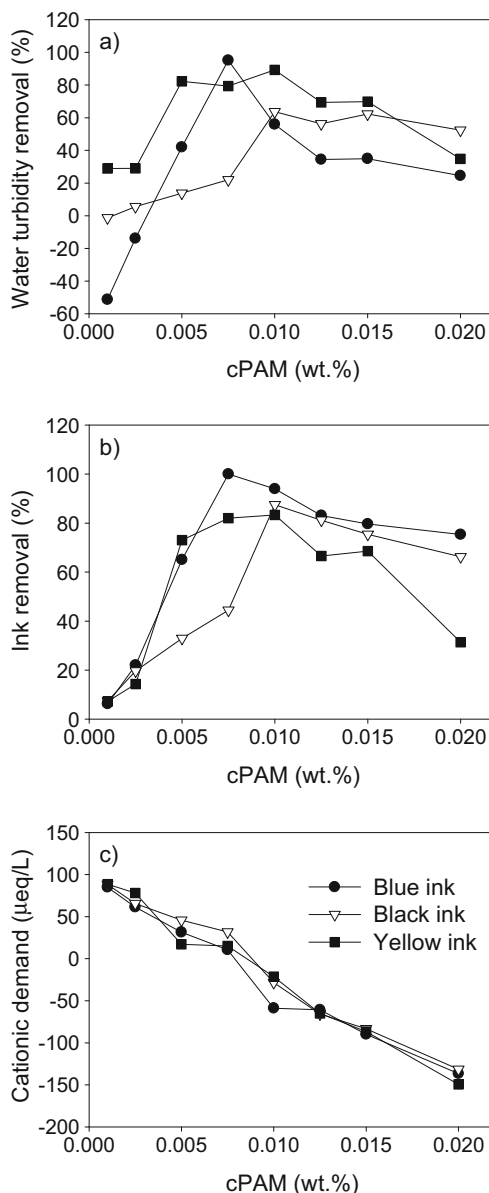 a)
Water turbidity removal (%)
120
100
80
60
40
20
0
-20
-40
-60
0.000 0.005 0.010 0.015 0.020
cPAM (wt.%)
b)
Ink removal (%)
120
100
80
60
40
20
0
0.000 0.005 0.010 0.015 0.020
cPAM (wt.%)
c)
Cationic demand (µeq/L)
150
100
50
0
-50
-100
-150
-200
Blue ink
Black ink
Yellow ink
0.000 0.005 0.010 0.015 0.020
cPAM (wt.%)